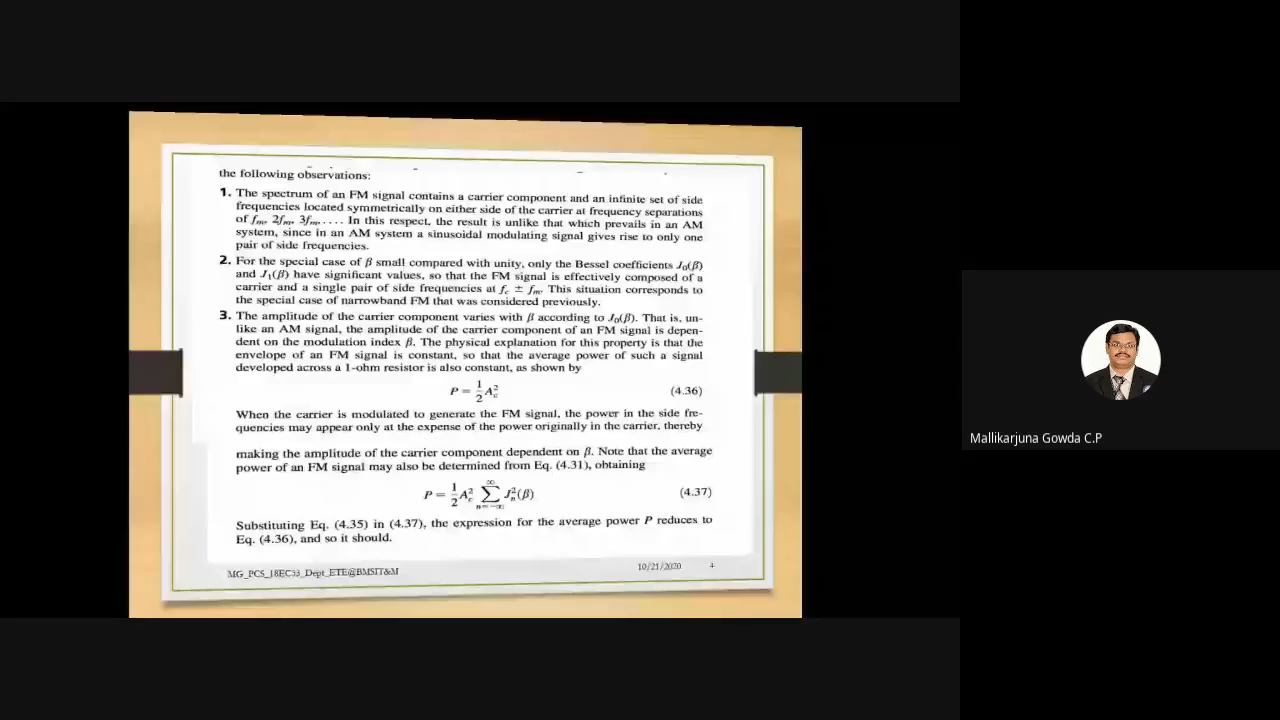 the following observations:
1. The spectrum of an FM signal contains a carrier component and an infinite set of side
frequencies located symmetrically on either side of the carrier at frequency separations
of fm, 2fm, 3fm, . . . . In this respect, the result is unlike that which prevails in an AM
system, since in an AM system a sinusoidal modulating signal gives rise to only one
pair of side frequencies.
2. For the special case of β small compared with unity, only the Bessel coefficients J0(β)
and J1(β) have significant values, so that the FM signal is effectively composed of a
carrier and a single pair of side frequencies at fc ± fm. This situation corresponds to
the special case of narrowband FM that was considered previously.
3. The amplitude of the carrier component varies with β according to J0(β). That is, un-
like an AM signal, the amplitude of the carrier component of an FM signal is depen-
dent on the modulation index β. The physical explanation for this property is that the
envelope of an FM signal is constant, so that the average power of such a signal
developed across a 1-ohm resistor is also constant, as shown by
P = 1/2 Ac² (4.36)
When the carrier is modulated to generate the FM signal, the power in the side fre-
quencies may appear only at the expense of the power originally in the carrier, thereby
making the amplitude of the carrier component dependent on β. Note that the average
power of an FM signal may also be determined from Eq. (4.31), obtaining
P = 1/2 Ac² ∑ n=-∞ ∞ Jn²(β) (4.37)
Substituting Eq. (4.35) in (4.37), the expression for the average power P reduces to
Eq. (4.36), and so it should.
MG_PCS_18EC53_Dept_ETE@BMSIT&M 10/21/2020 4
Mallikarjuna Gowda C.P